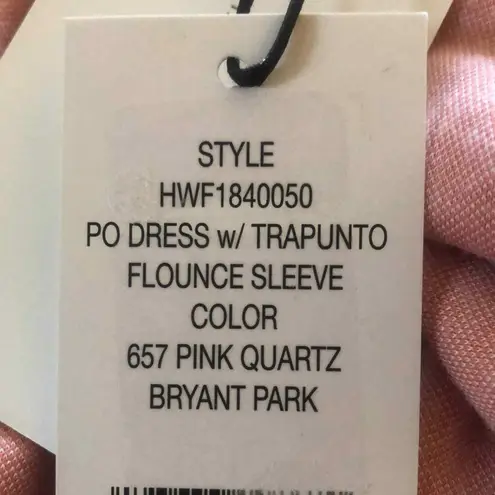 STYLE
HWF1840050
PO DRESS w/ TRAPUNTO
FLOUNCE SLEEVE
COLOR
657 PINK QUARTZ
BRYANT PARK